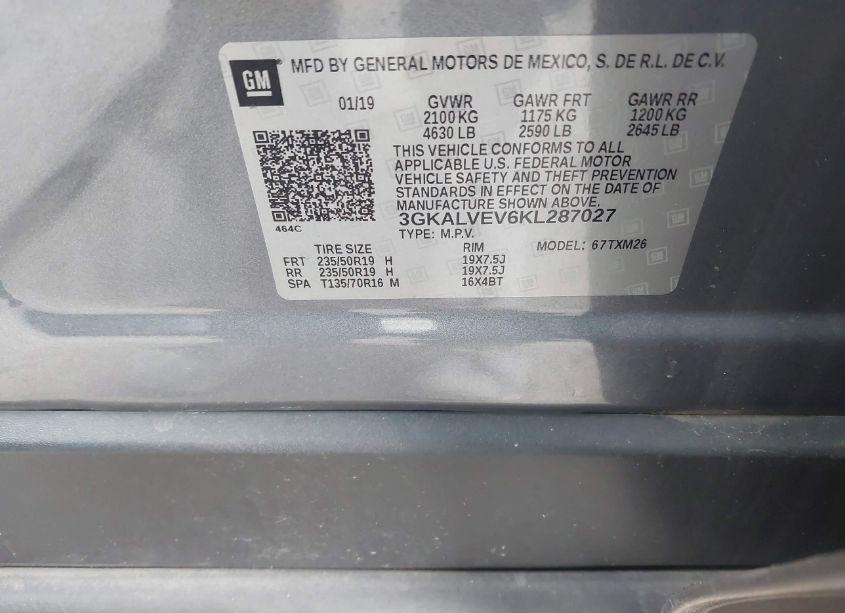 GM
MFD BY GENERAL MOTORS DE MEXICO, S. DE R.L. DE C.V.
01/19 GVWR GAWR FRT GAWR RR
2100 KG 1175 KG 1200 KG
4630 LB 2590 LB 2645 LB
THIS VEHICLE CONFORMS TO ALL
APPLICABLE U.S. FEDERAL MOTOR
VEHICLE SAFETY AND THEFT PREVENTION
STANDARDS IN EFFECT ON THE DATE OF
MANUFACTURE SHOWN ABOVE.
3GKALVEV6KL287027
464C
TYPE: M.P.V.
TIRE SIZE RIM MODEL: 67TXM26
FRT 235/50R19 H 19X7.5J
RR 235/50R19 H 19X7.5J
SPA T135/70R16 M 16X4BT